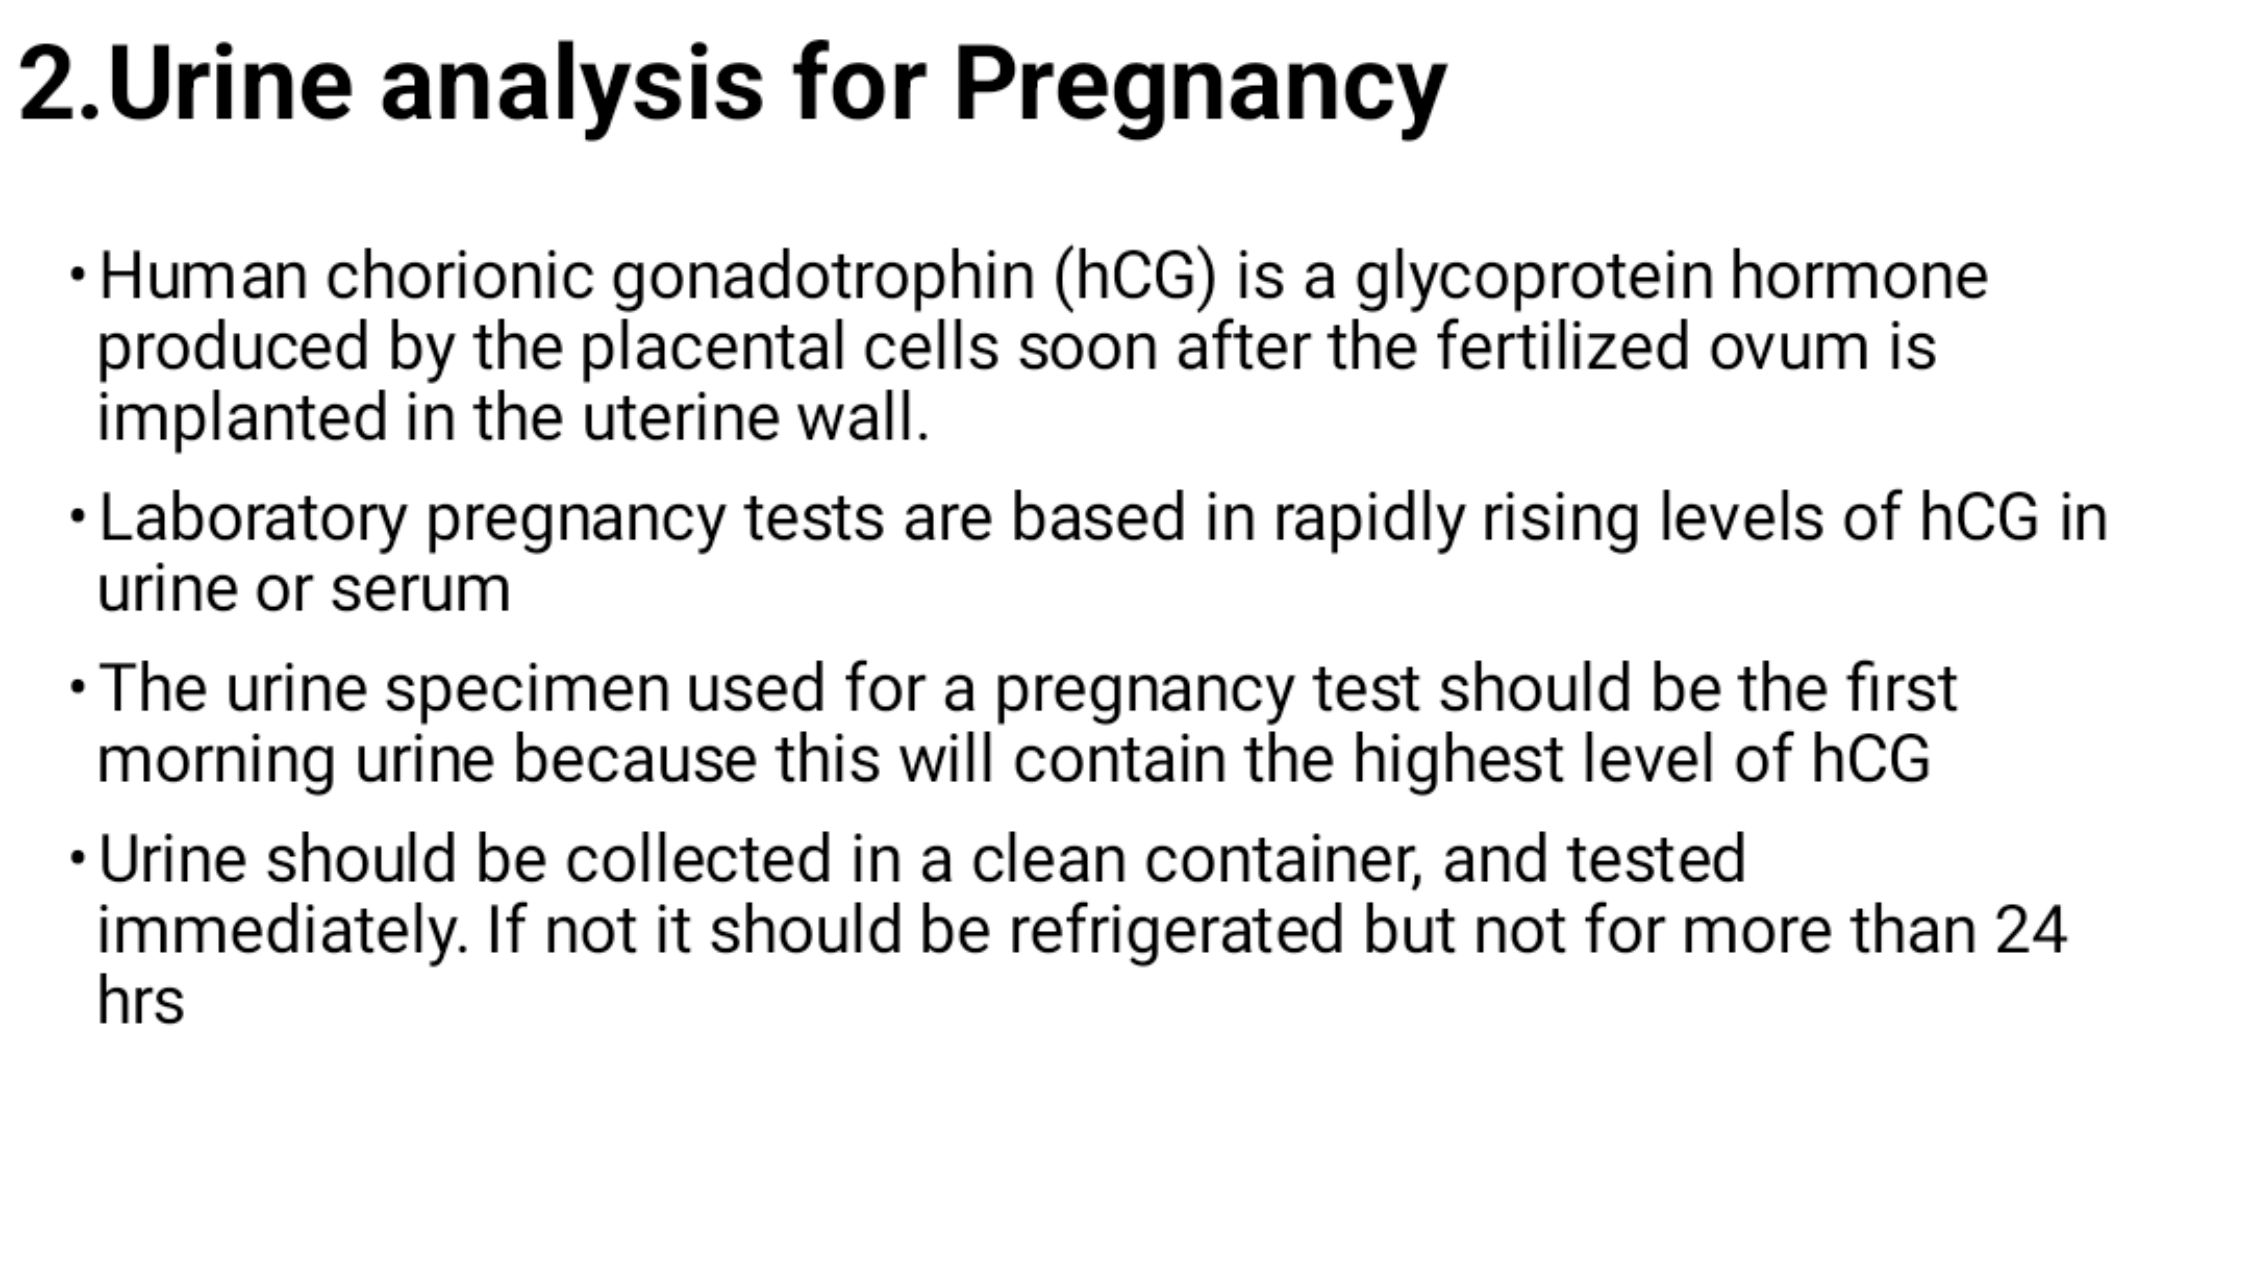 2.Urine analysis for Pregnancy
• Human chorionic gonadotrophin (hCG) is a glycoprotein hormone
produced by the placental cells soon after the fertilized ovum is
implanted in the uterine wall.
• Laboratory pregnancy tests are based in rapidly rising levels of hCG in
urine or serum
• The urine specimen used for a pregnancy test should be the first
morning urine because this will contain the highest level of hCG
• Urine should be collected in a clean container, and tested
immediately. If not it should be refrigerated but not for more than 24
hrs